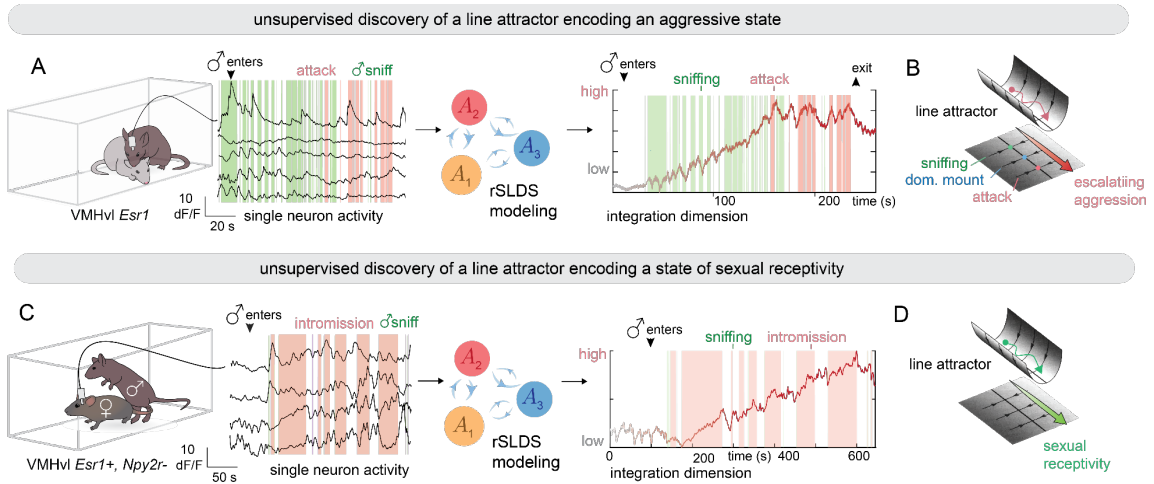 unsupervised discovery of a line attractor encoding an aggressive state
A
♂ enters
attack
♂sniff
VMHvl Esr1
10
dF/F
20 s
single neuron activity
A2
A3
A1
rSLDS
modeling
♂ enters
sniffing
attack
exit
high
low
100
200
time (s)
integration dimension
B
line attractor
sniffing
dom. mount
attack
escalatiing
aggression
unsupervised discovery of a line attractor encoding a state of sexual receptivity
C
♂
♀
VMHvl Esr1+, Npy2r-
10
dF/F
50 s
♂ enters
intromission
♂sniff
single neuron activity
A2
A3
A1
rSLDS
modeling
♂ enters
sniffing
intromission
high
low
0
200
time (s)
400
600
integration dimension
D
line attractor
sexual
receptivity